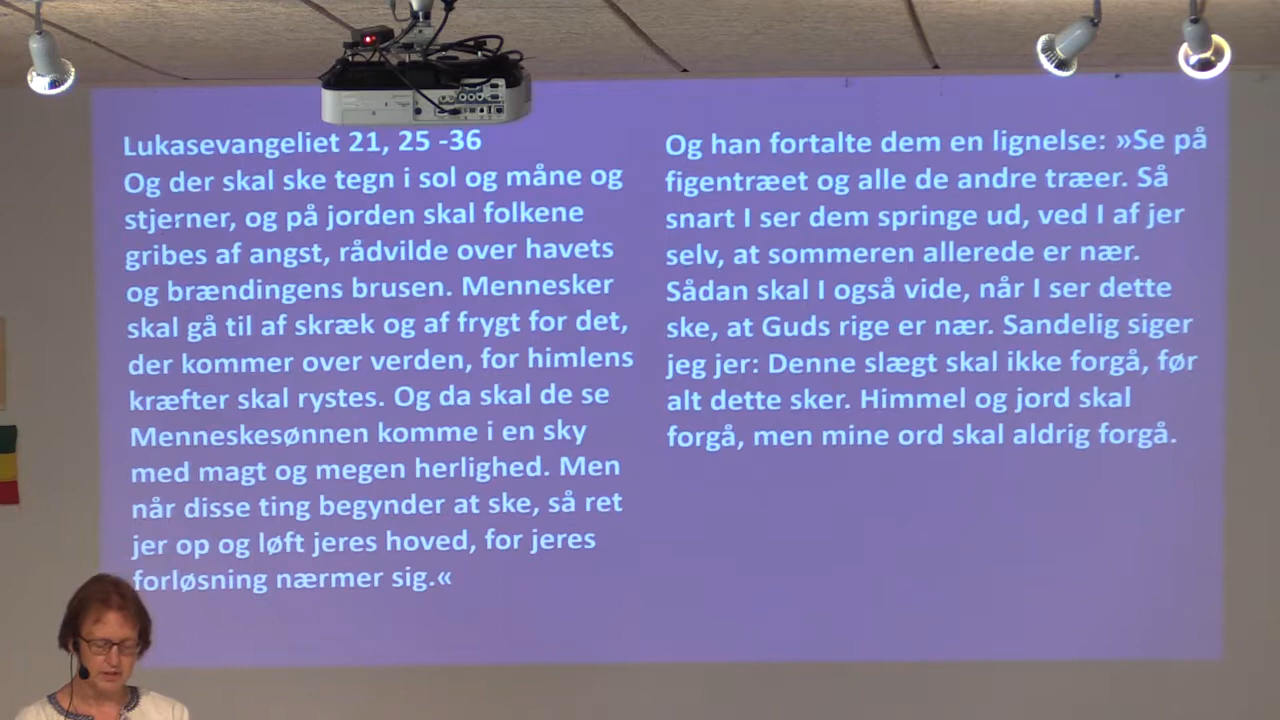 Lukasevangeliet 21, 25 -36
Og der skal ske tegn i sol og måne og
stjerner, og på jorden skal folkene
gribes af angst, rådvilde over havets
og brændingens brusen. Mennesker
skal gå til af skræk og af frygt for det,
der kommer over verden, for himlens
kræfter skal rystes. Og da skal de se
Menneskesønnen komme i en sky
med magt og megen herlighed. Men
når disse ting begynder at ske, så ret
jer op og løft jeres hoved, for jeres
forløsning nærmer sig.«
Og han fortalte dem en lignelse: »Se på
figentræet og alle de andre træer. Så
snart I ser dem springe ud, ved I af jer
selv, at sommeren allerede er nær.
Sådan skal I også vide, når I ser dette
ske, at Guds rige er nær. Sandelig siger
jeg jer: Denne slægt skal ikke forgå, før
alt dette sker. Himmel og jord skal
forgå, men mine ord skal aldrig forgå.